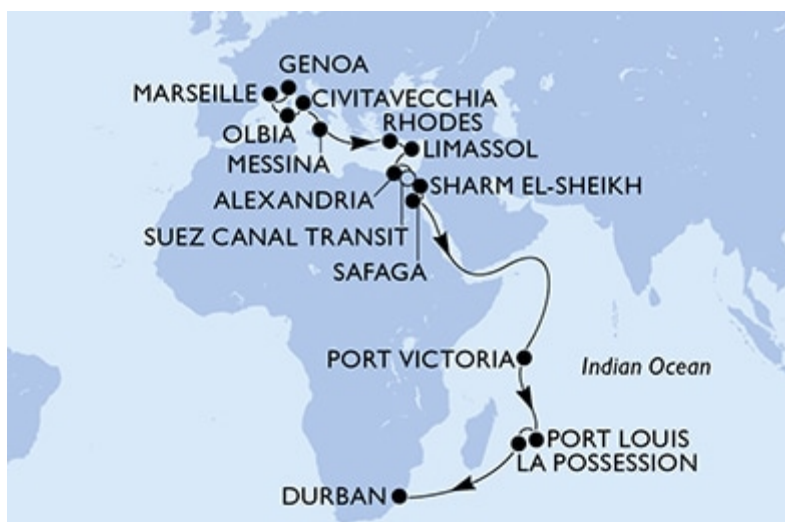 GENOA
MARSEILLE
CIVITAVECCHIA
OLBIA
RHODES
MESSINA
LIMASSOL
ALEXANDRIA
SHARM EL-SHEIKH
SUEZ CANAL TRANSIT
SAFAGA
PORT VICTORIA
Indian Ocean
PORT LOUIS
LA POSSESSION
DURBAN